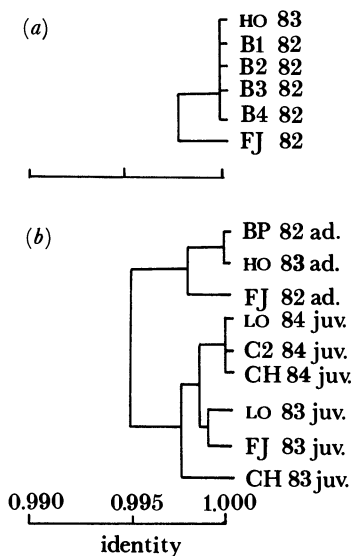 (a)
HO 83
B1 82
B2 82
B3 82
B4 82
FJ 82
(b)
BP 82 ad.
HO 83 ad.
FJ 82 ad.
LO 84 juv.
C2 84 juv.
CH 84 juv.
LO 83 juv.
FJ 83 juv.
CH 83 juv.
0.990 0.995 1.000
identity